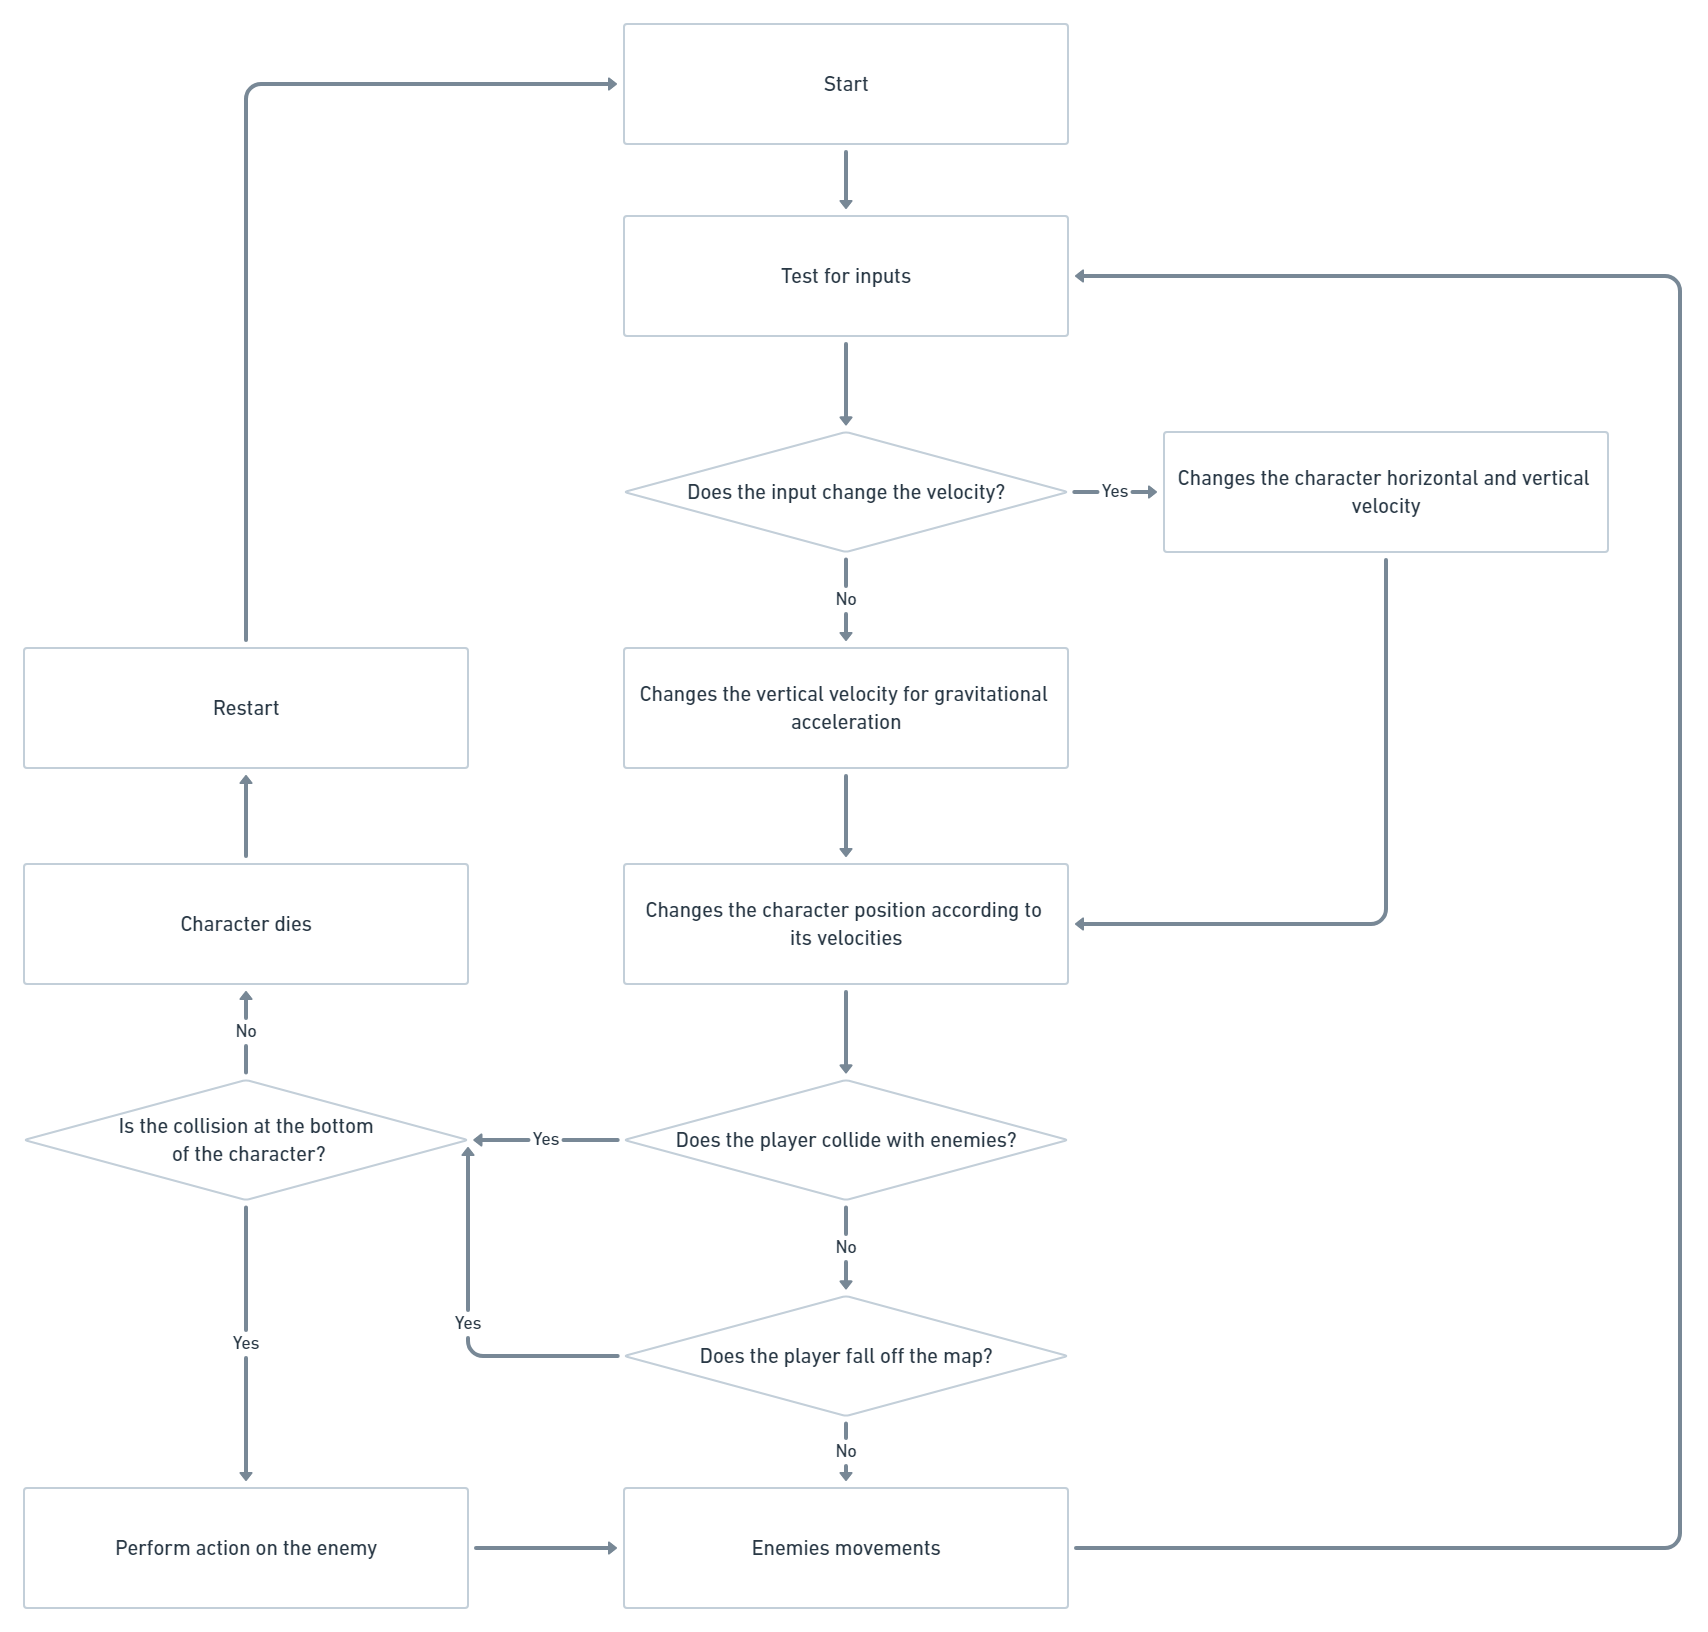 Start
Test for inputs
Does the input change the velocity?
Yes
Changes the character horizontal and vertical
velocity
No
Restart
Changes the vertical velocity for gravitational
acceleration
Character dies
Changes the character position according to
its velocities
No
Is the collision at the bottom
of the character?
Yes
Does the player collide with enemies?
No
Yes
Yes
Does the player fall off the map?
No
Perform action on the enemy
Enemies movements